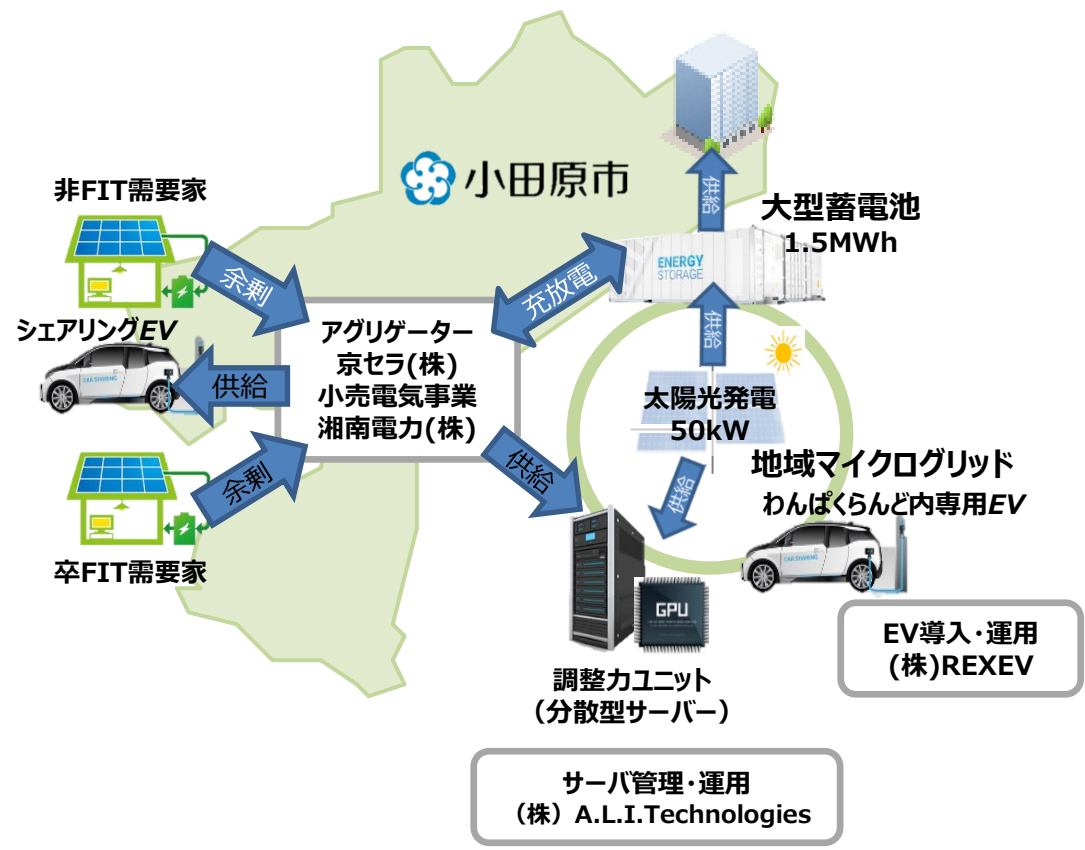 小田原市
非FIT需要家
余剰
シェアリングEV
CAR SHARING
供給
余剰
卒FIT需要家
アグリゲーター
京セラ(株)
小売電気事業
湘南電力(株)
充放電
供給
供給
大型蓄電池
1.5MWh
ENERGY
STORAGE
供給
太陽光発電
50kW
供給
地域マイクログリッド
わんぱくらんど内専用EV
CAR SHARING
GPU
調整力ユニット
（分散型サーバー）
EV導入・運用
(株)REXEV
サーバ管理・運用
（株）A.L.I.Technologies